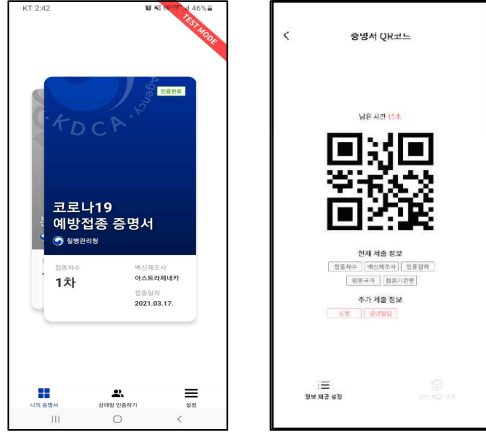 KT 2:42
46%
TEST MODE
인증완료
KDCA
Agency
코로나19
예방접종 증명서
질병관리청
접종차수
1차
백신제조사
아스트라제네카
접종일자
2021.03.17.
나의 증명서
상대방 인증하기
설정
증명서 QR코드
남은 시간 15초
현재 제출 정보
접종차수 백신제조사 접종일자
접종국가 접종기관명
추가 제출 정보
성명 생년월일
정보 제공 설정